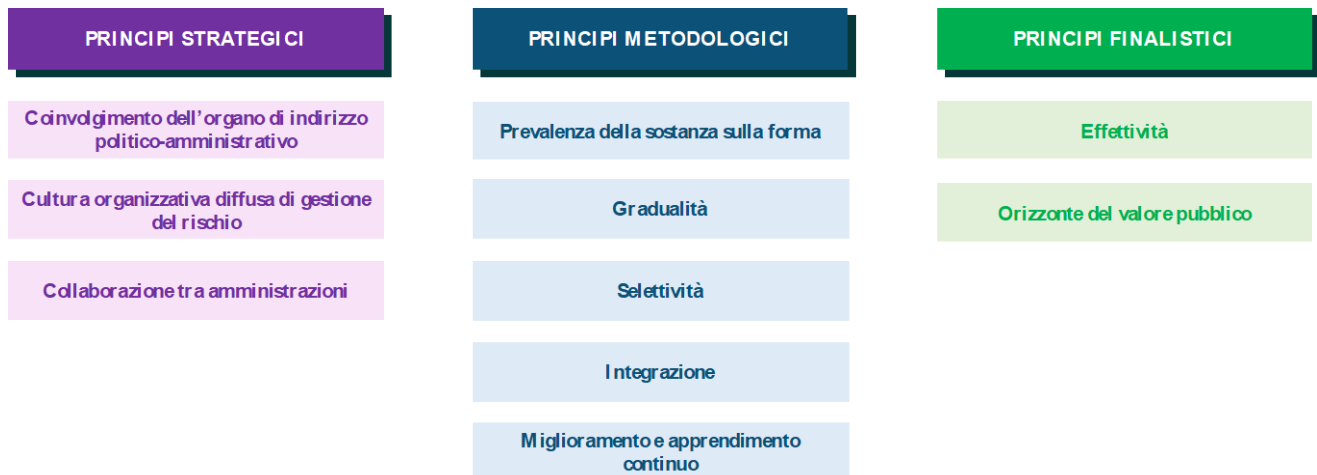 PRINCIPI STRATEGICI
Coinvolgimento dell'organo di indirizzo
politico-amministrativo
Cultura organizzativa diffusa di gestione
del rischio
Collaborazione tra amministrazioni
PRINCIPI METODOLOGICI
Prevalenza della sostanza sulla forma
Gradualità
Selettività
Integrazione
Miglioramento e apprendimento
continuo
PRINCIPI FINALISTICI
Effettività
Orizzonte del valore pubblico